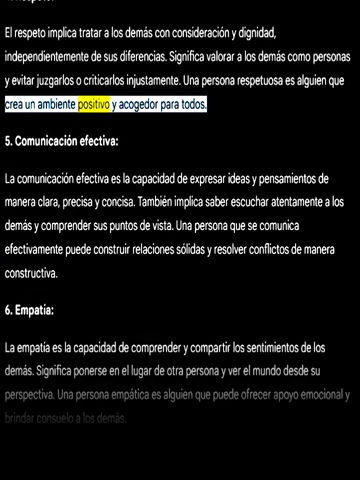 El respeto implica tratar a los demás con consideración y dignidad,
independientemente de sus diferencias. Significa valorar a los demás como personas
y evitar juzgarlos o criticarlos injustamente. Una persona respetuosa es alguien que
crea un ambiente positivo y acogedor para todos.
5. Comunicación efectiva:
La comunicación efectiva es la capacidad de expresar ideas y pensamientos de
manera clara, precisa y concisa. También implica saber escuchar atentamente a los
demás y comprender sus puntos de vista. Una persona que se comunica
efectivamente puede construir relaciones sólidas y resolver conflictos de manera
constructiva.
6. Empatía:
La empatía es la capacidad de comprender y compartir los sentimientos de los
demás. Significa ponerse en el lugar de otra persona y ver el mundo desde su
perspectiva. Una persona empática es alguien que puede ofrecer apoyo emocional y
brindar consuelo a los demás.